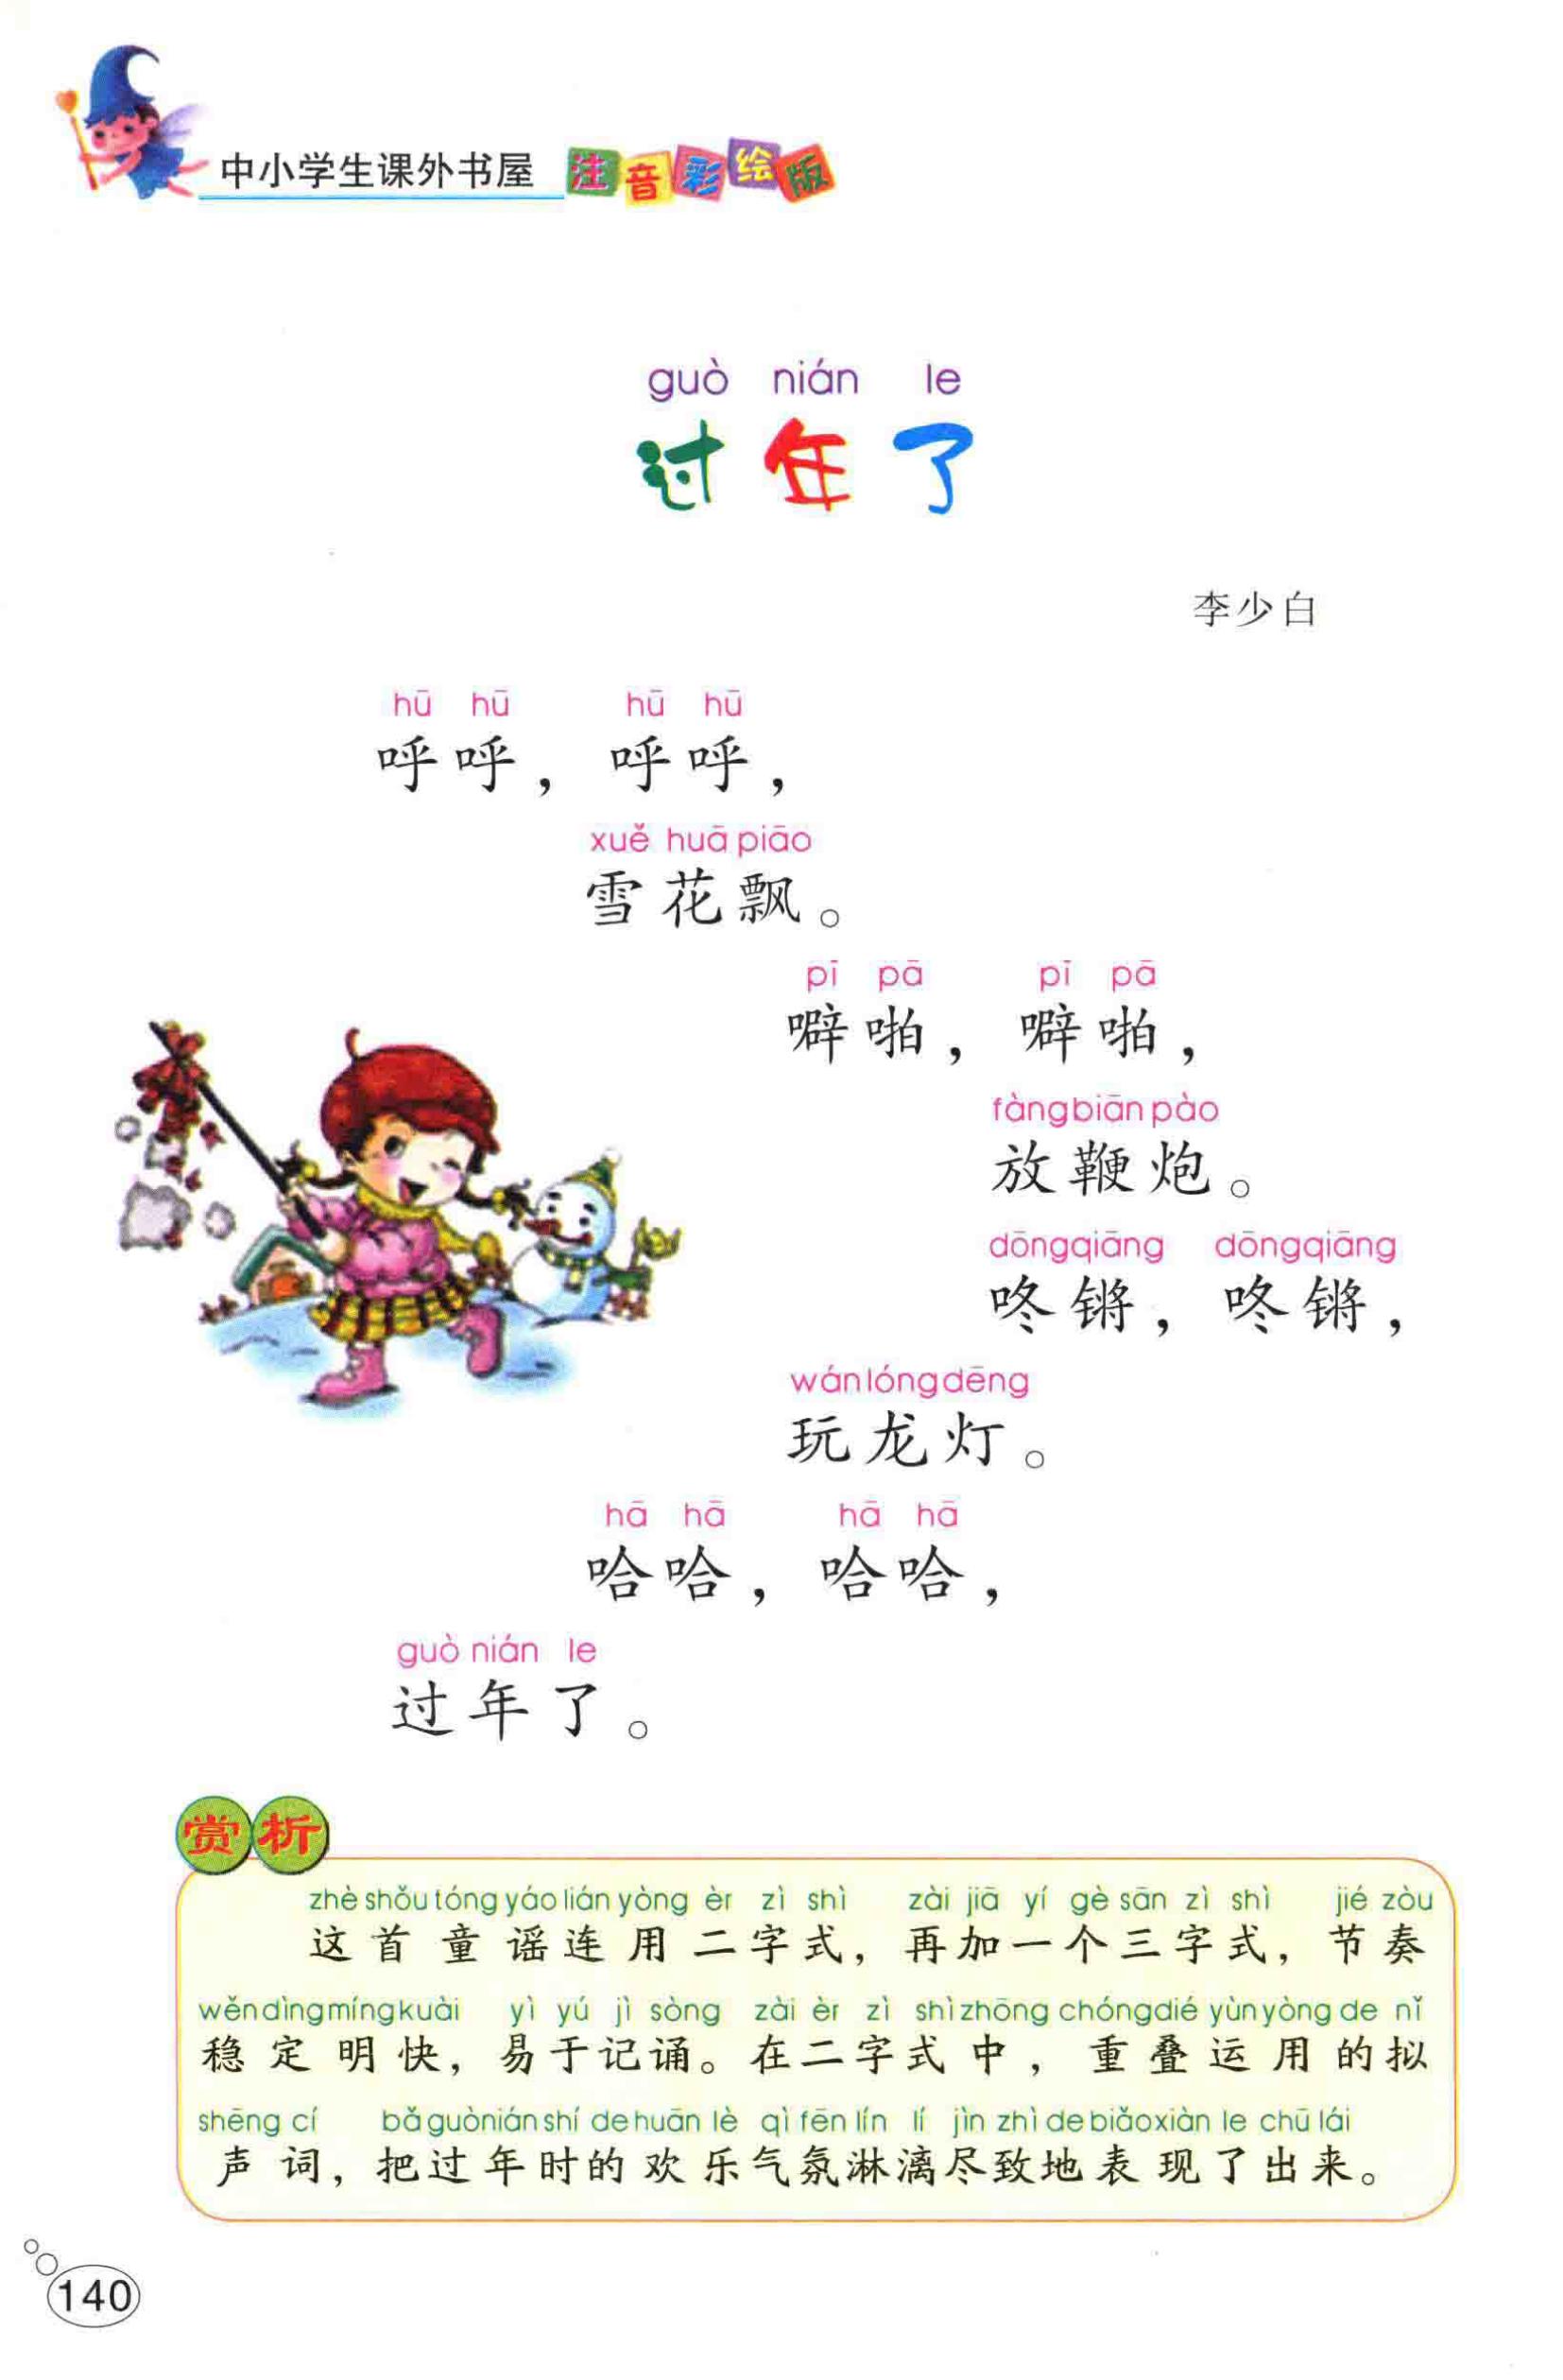 中小学生课外书屋 注音彩绘版
guò nián le
过年了
李少白
hū hū hū hū
呼呼，呼呼，
xuě huā piāo
雪花飘。
pī pā pī pā
噼啪，噼啪，
fàng biān pào
放鞭炮。
dōng qiāng dōng qiāng
咚锵，咚锵，
wán lóng dēng
玩龙灯。
hā hā hā hā
哈哈，哈哈，
guò nián le
过年了。
赏析
zhè shǒu tóng yáo lián yòng èr zì shì zài jiā yí gè sān zì shì jié zòu
这首童谣连用二字式，再加一个三字式，节奏
wěn dìng míng kuài yì yú jì sòng zài èr zì shì zhōng chóng dié yùn yòng de nǐ
稳定明快，易于记诵。在二字式中，重叠运用的拟
shēng cí bǎ guò nián shí de huān lè qì fēn lín lí jìn zhì de biǎo xiàn le chū lái
声词，把过年时的欢乐气氛淋漓尽致地表现了出来。
140